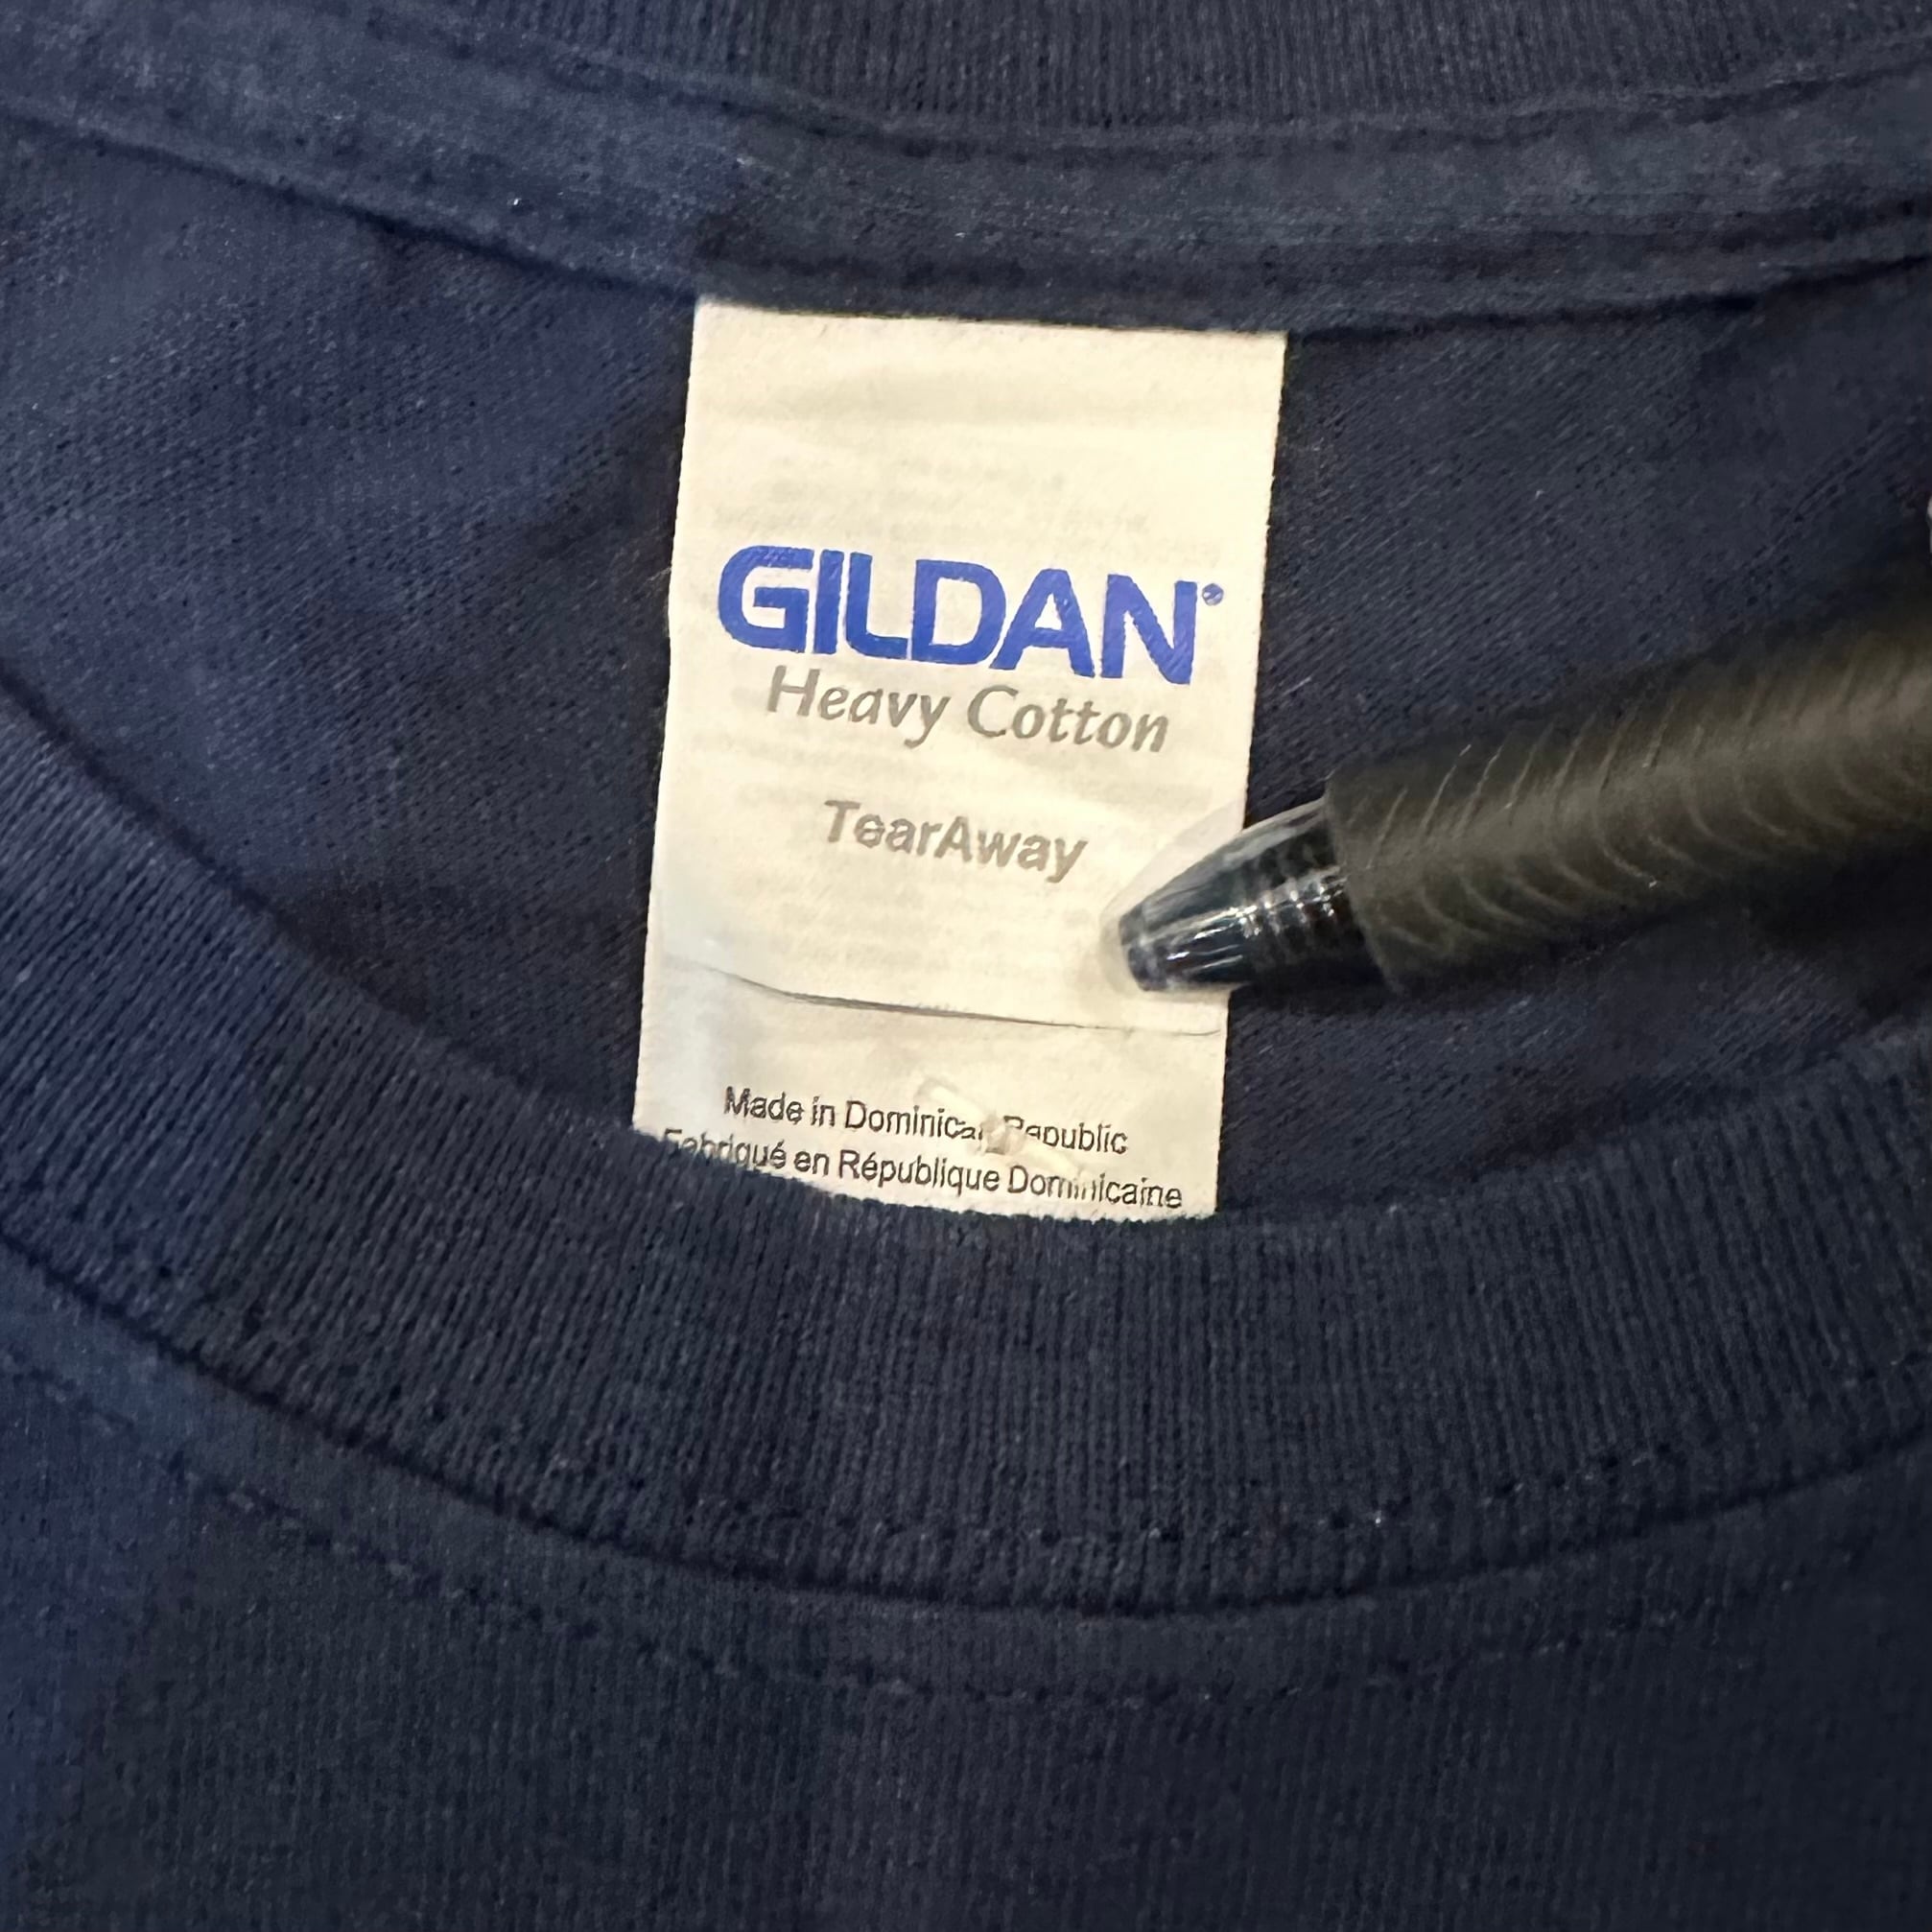 GILDAN®
Heavy Cotton
TearAway
Made in Dominican Republic
Fabriqué en République Dominicaine